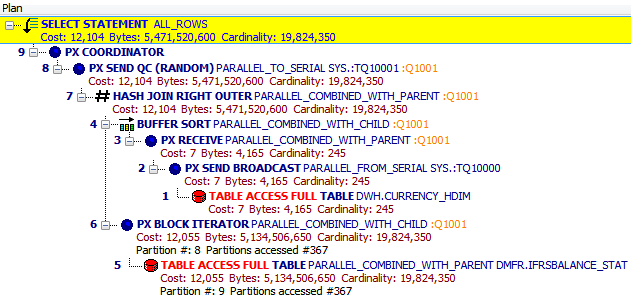 Plan
SELECT STATEMENT ALL_ROWS
Cost: 12,104 Bytes: 5,471,520,600 Cardinality: 19,824,350
9 PX COORDINATOR
8 PX SEND QC (RANDOM) PARALLEL_TO_SERIAL SYS.:TQ10001 :Q1001
Cost: 12,104 Bytes: 5,471,520,600 Cardinality: 19,824,350
7 HASH JOIN RIGHT OUTER PARALLEL_COMBINED_WITH_PARENT :Q1001
Cost: 12,104 Bytes: 5,471,520,600 Cardinality: 19,824,350
4 BUFFER SORT PARALLEL_COMBINED_WITH_CHILD :Q1001
3 PX RECEIVE PARALLEL_COMBINED_WITH_PARENT :Q1001
Cost: 7 Bytes: 4,165 Cardinality: 245
2 PX SEND BROADCAST PARALLEL_FROM_SERIAL SYS.:TQ10000
Cost: 7 Bytes: 4,165 Cardinality: 245
1 TABLE ACCESS FULL TABLE DWH.CURRENCY_HDIM
Cost: 7 Bytes: 4,165 Cardinality: 245
6 PX BLOCK ITERATOR PARALLEL_COMBINED_WITH_CHILD :Q1001
Cost: 12,055 Bytes: 5,134,506,650 Cardinality: 19,824,350
Partition #: 8 Partitions accessed #367
5 TABLE ACCESS FULL TABLE PARALLEL_COMBINED_WITH_PARENT DMFR.IFRSBALANCE_STAT
Cost: 12,055 Bytes: 5,134,506,650 Cardinality: 19,824,350
Partition #: 9 Partitions accessed #367